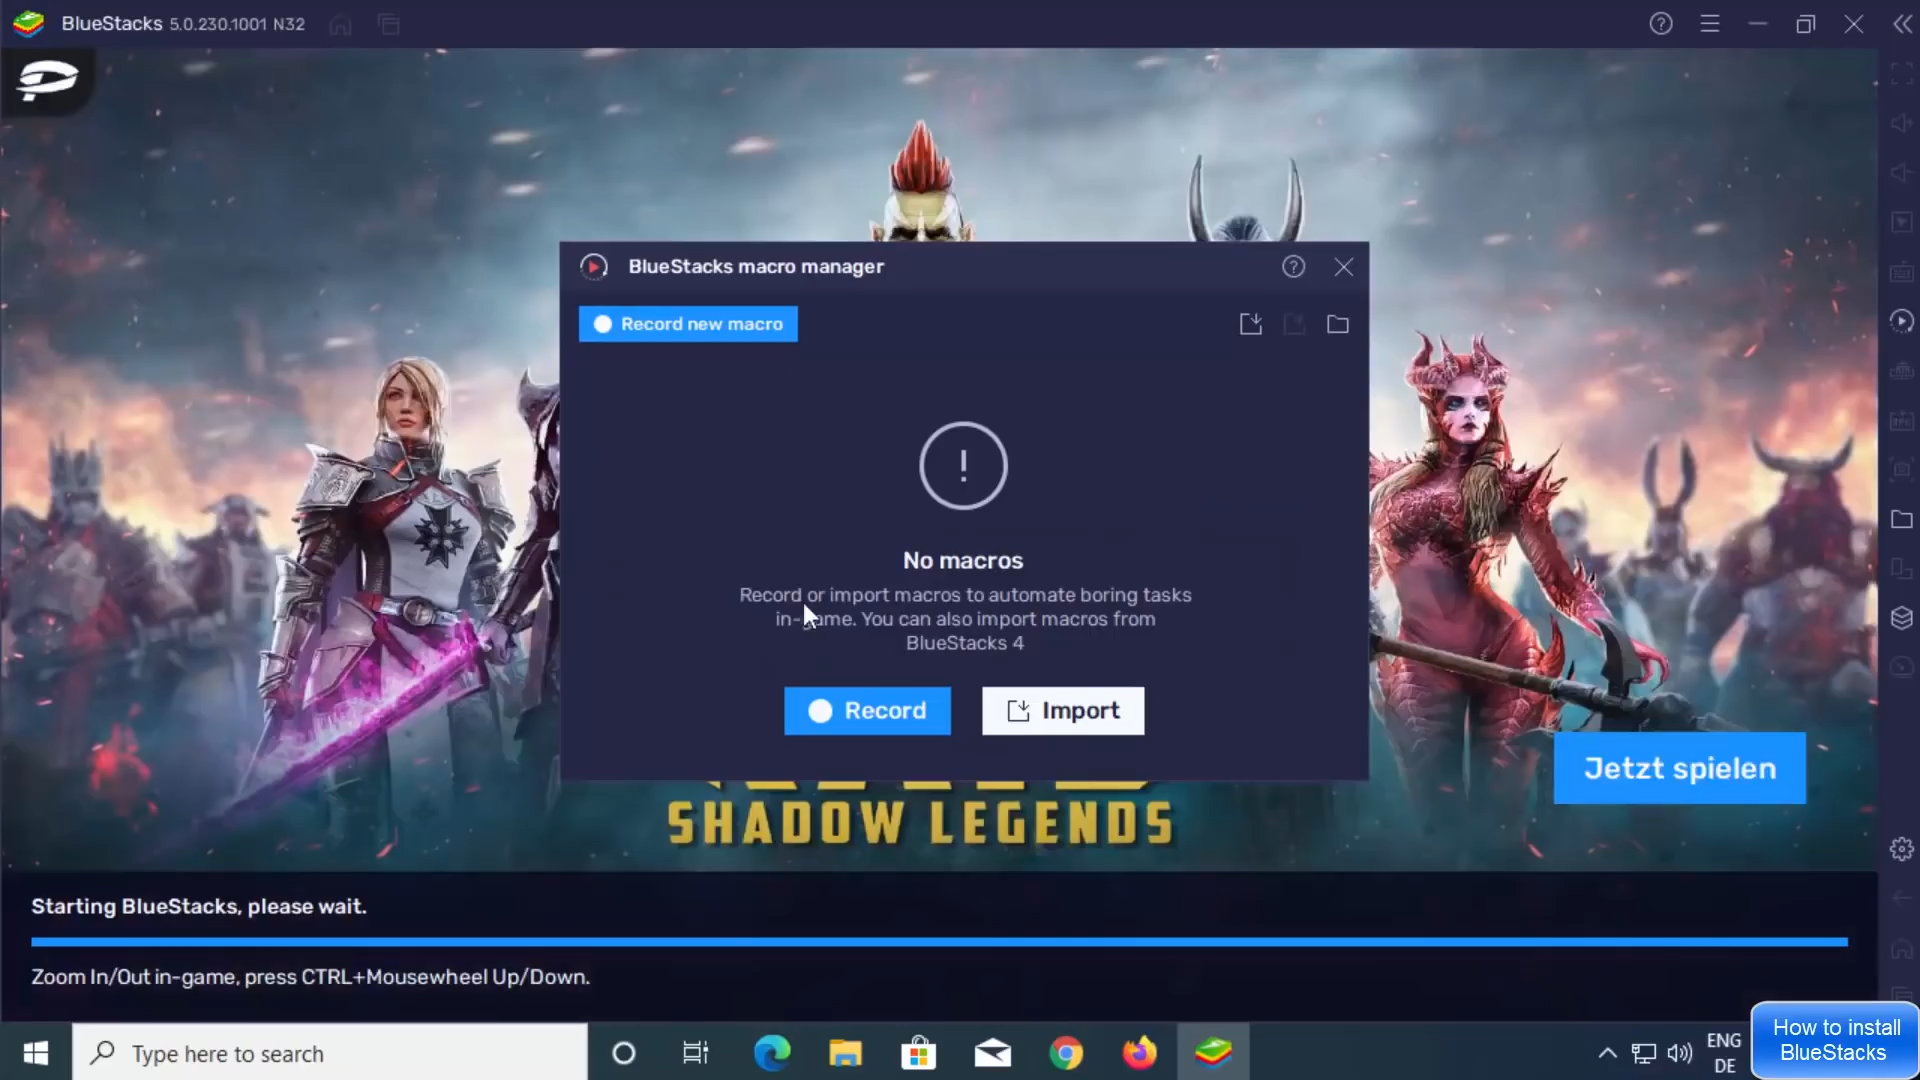 BlueStacks 5.0.230.1001 N32
BlueStacks macro manager
Record new macro
No macros
Record or import macros to automate boring tasks
in-game. You can also import macros from
BlueStacks 4
Record
Import
Jetzt spielen
SHADOW LEGENDS
Starting BlueStacks, please wait.
Zoom In/Out in-game, press CTRL+Mousewheel Up/Down.
Type here to search
ENG
DE
How to install
BlueStacks